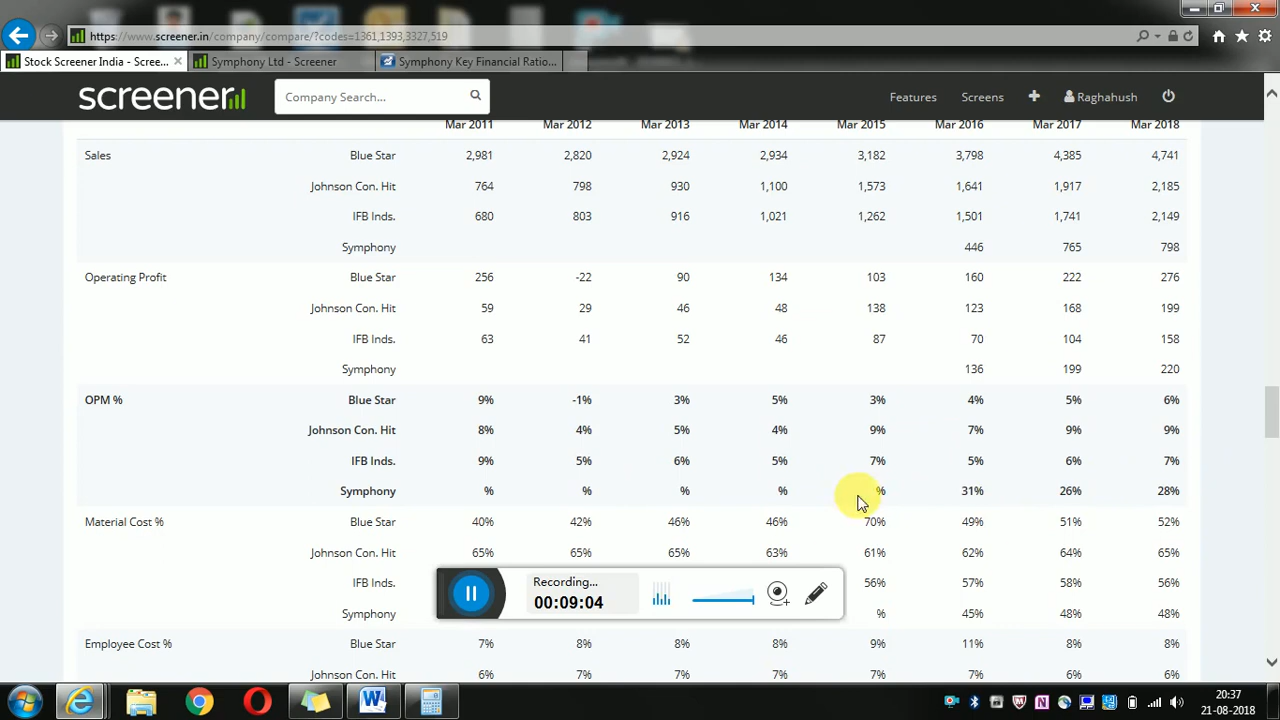 https://www.screener.in/company/compare/?codes=1361,1393,3327,519
Stock Screener India - Scree... Symphony Ltd - Screener Symphony Key Financial Ratio...
screener Company Search... Features Screens Raghahush
Mar 2011 Mar 2012 Mar 2013 Mar 2014 Mar 2015 Mar 2016 Mar 2017 Mar 2018
Sales Blue Star 2,981 2,820 2,924 2,934 3,182 3,798 4,385 4,741
Johnson Con. Hit 764 798 930 1,100 1,573 1,641 1,917 2,185
IFB Inds. 680 803 916 1,021 1,262 1,501 1,741 2,149
Symphony 446 765 798
Operating Profit Blue Star 256 -22 90 134 103 160 222 276
Johnson Con. Hit 59 29 46 48 138 123 168 199
IFB Inds. 63 41 52 46 87 70 104 158
Symphony 136 199 220
OPM % Blue Star 9% -1% 3% 5% 3% 4% 5% 6%
Johnson Con. Hit 8% 4% 5% 4% 9% 7% 9% 9%
IFB Inds. 9% 5% 6% 5% 7% 5% 6% 7%
Symphony % % % % % 31% 26% 28%
Material Cost % Blue Star 40% 42% 46% 46% 70% 49% 51% 52%
Johnson Con. Hit 65% 65% 65% 63% 61% 62% 64% 65%
IFB Inds. 56% 57% 58% 56%
Symphony % 45% 48% 48%
Recording...
00:09:04
Employee Cost % Blue Star 7% 8% 8% 8% 9% 11% 8% 8%
Johnson Con. Hit 6% 7% 7% 7% 7% 7% 6% 6%
20:37
21-08-2018